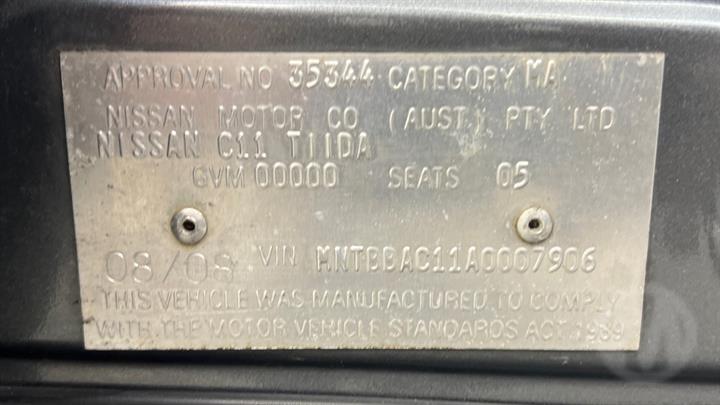 APPROVAL NO 35344 CATEGORY MA
NISSAN MOTOR CO (AUST.) PTY LTD
NISSAN C11 TIIDA
GVM 00000 SEATS 05
08/08 VIN MNTBBAC11A0007906
THIS VEHICLE WAS MANUFACTURED TO COMPLY
WITH THE MOTOR VEHICLE STANDARDS ACT 1989